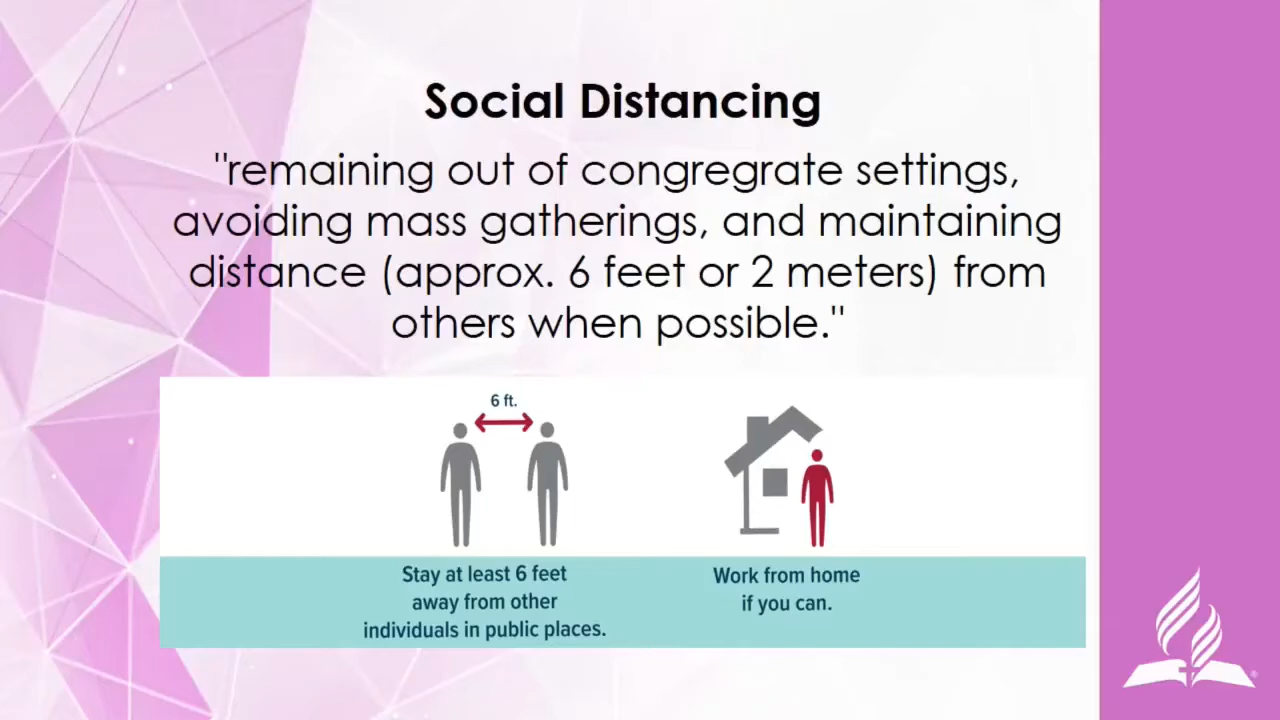 Social Distancing
"remaining out of congregrate settings,
avoiding mass gatherings, and maintaining
distance (approx. 6 feet or 2 meters) from
others when possible."
6 ft.
Stay at least 6 feet
away from other
individuals in public places.
Work from home
if you can.
®